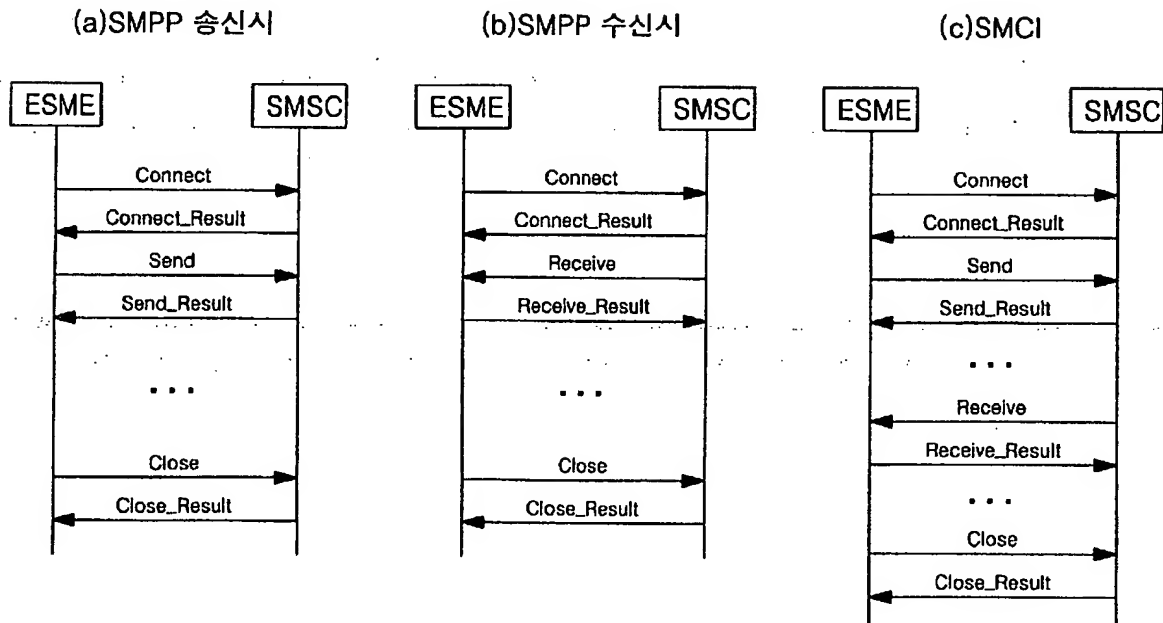 (a)SMPP 송신시
ESME
SMSC
Connect
Connect_Result
Send
Send_Result
...
Close
Close_Result
(b)SMPP 수신시
ESME
SMSC
Connect
Connect_Result
Receive
Receive_Result
...
Close
Close_Result
(c)SMCI
ESME
SMSC
Connect
Connect_Result
Send
Send_Result
...
Receive
Receive_Result
...
Close
Close_Result